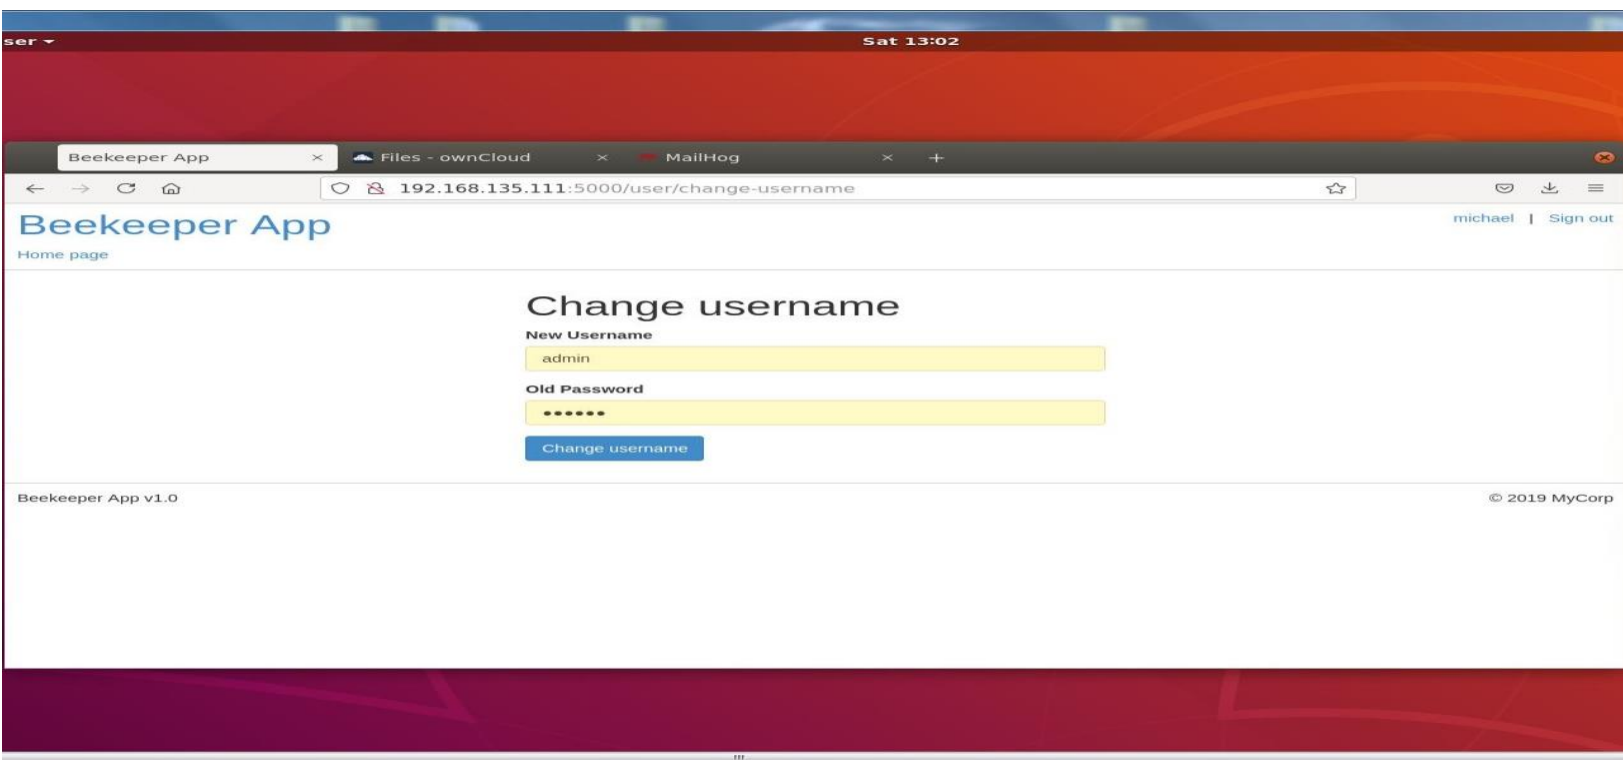 ser
Sat 13:02
Beekeeper App
Files - ownCloud
MailHog
192.168.135.111:5000/user/change-username
Beekeeper App
michael | Sign out
Home page
Change username
New Username
admin
Old Password
••••••
Change username
Beekeeper App v1.0
© 2019 MyCorp